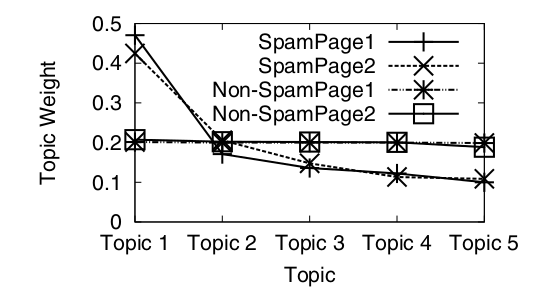 0.5
0.4
0.3
0.2
0.1
0
Topic Weight
SpamPage1
SpamPage2
Non-SpamPage1
Non-SpamPage2
Topic 1 Topic 2 Topic 3 Topic 4 Topic 5
Topic